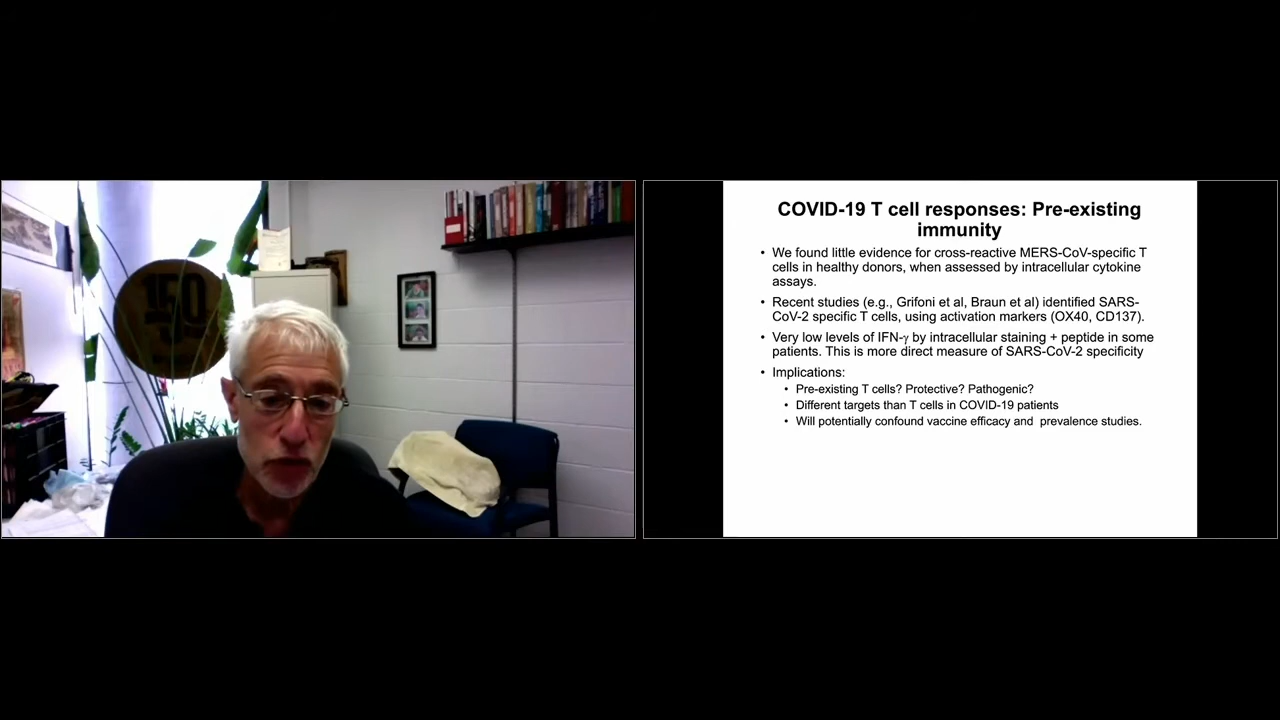 150
COVID-19 T cell responses: Pre-existing
immunity
• We found little evidence for cross-reactive MERS-CoV-specific T
cells in healthy donors, when assessed by intracellular cytokine
assays.
• Recent studies (e.g., Grifoni et al, Braun et al) identified SARS-
CoV-2 specific T cells, using activation markers (OX40, CD137).
• Very low levels of IFN-γ by intracellular staining + peptide in some
patients. This is more direct measure of SARS-CoV-2 specificity
• Implications:
• Pre-existing T cells? Protective? Pathogenic?
• Different targets than T cells in COVID-19 patients
• Will potentially confound vaccine efficacy and  prevalence studies.